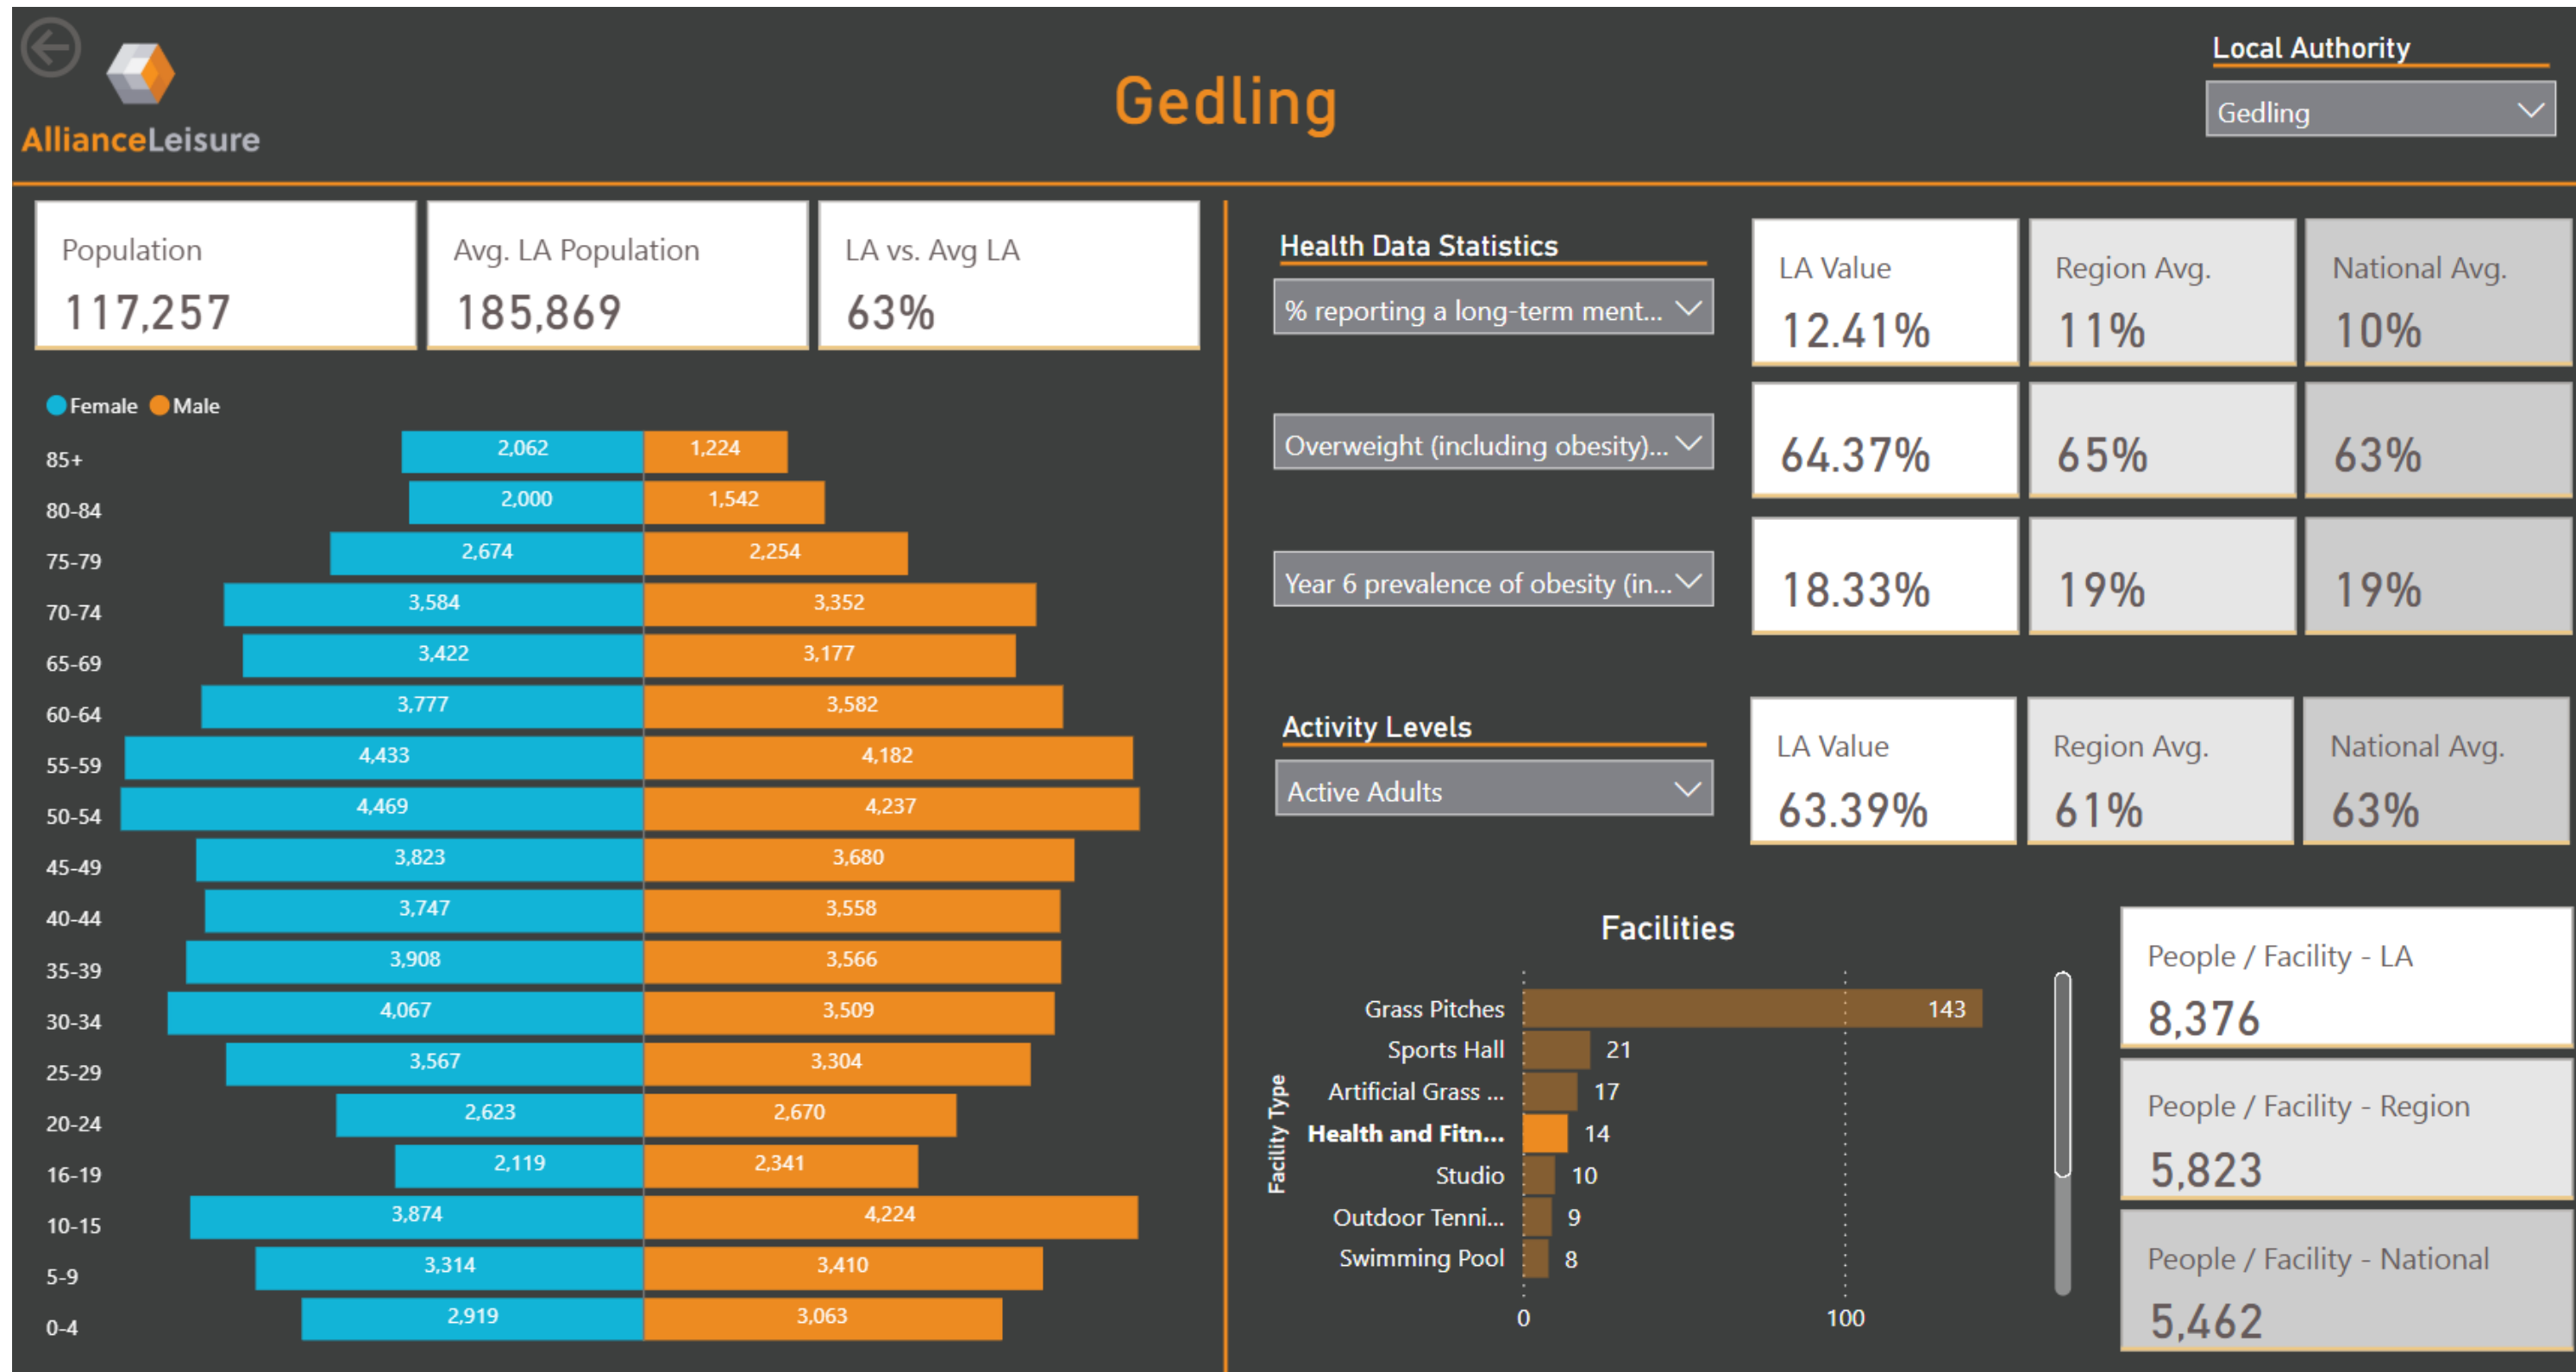 AllianceLeisure
Gedling
Local Authority
Gedling
Population
117,257
Avg. LA Population
185,869
LA vs. Avg LA
63%
Female Male
85+ 2,062 1,224
80-84 2,000 1,542
75-79 2,674 2,254
70-74 3,584 3,352
65-69 3,422 3,177
60-64 3,777 3,582
55-59 4,433 4,182
50-54 4,469 4,237
45-49 3,823 3,680
40-44 3,747 3,558
35-39 3,908 3,566
30-34 4,067 3,509
25-29 3,567 3,304
20-24 2,623 2,670
16-19 2,119 2,341
10-15 3,874 4,224
5-9 3,314 3,410
0-4 2,919 3,063
Health Data Statistics
% reporting a long-term ment...
LA Value
12.41%
Region Avg.
11%
National Avg.
10%
Overweight (including obesity)...
64.37%
65%
63%
Year 6 prevalence of obesity (in...
18.33%
19%
19%
Activity Levels
Active Adults
LA Value
63.39%
Region Avg.
61%
National Avg.
63%
Facilities
Facility Type
Grass Pitches 143
Sports Hall 21
Artificial Grass ... 17
Health and Fitn... 14
Studio 10
Outdoor Tenni... 9
Swimming Pool 8
0 100
People / Facility - LA
8,376
People / Facility - Region
5,823
People / Facility - National
5,462